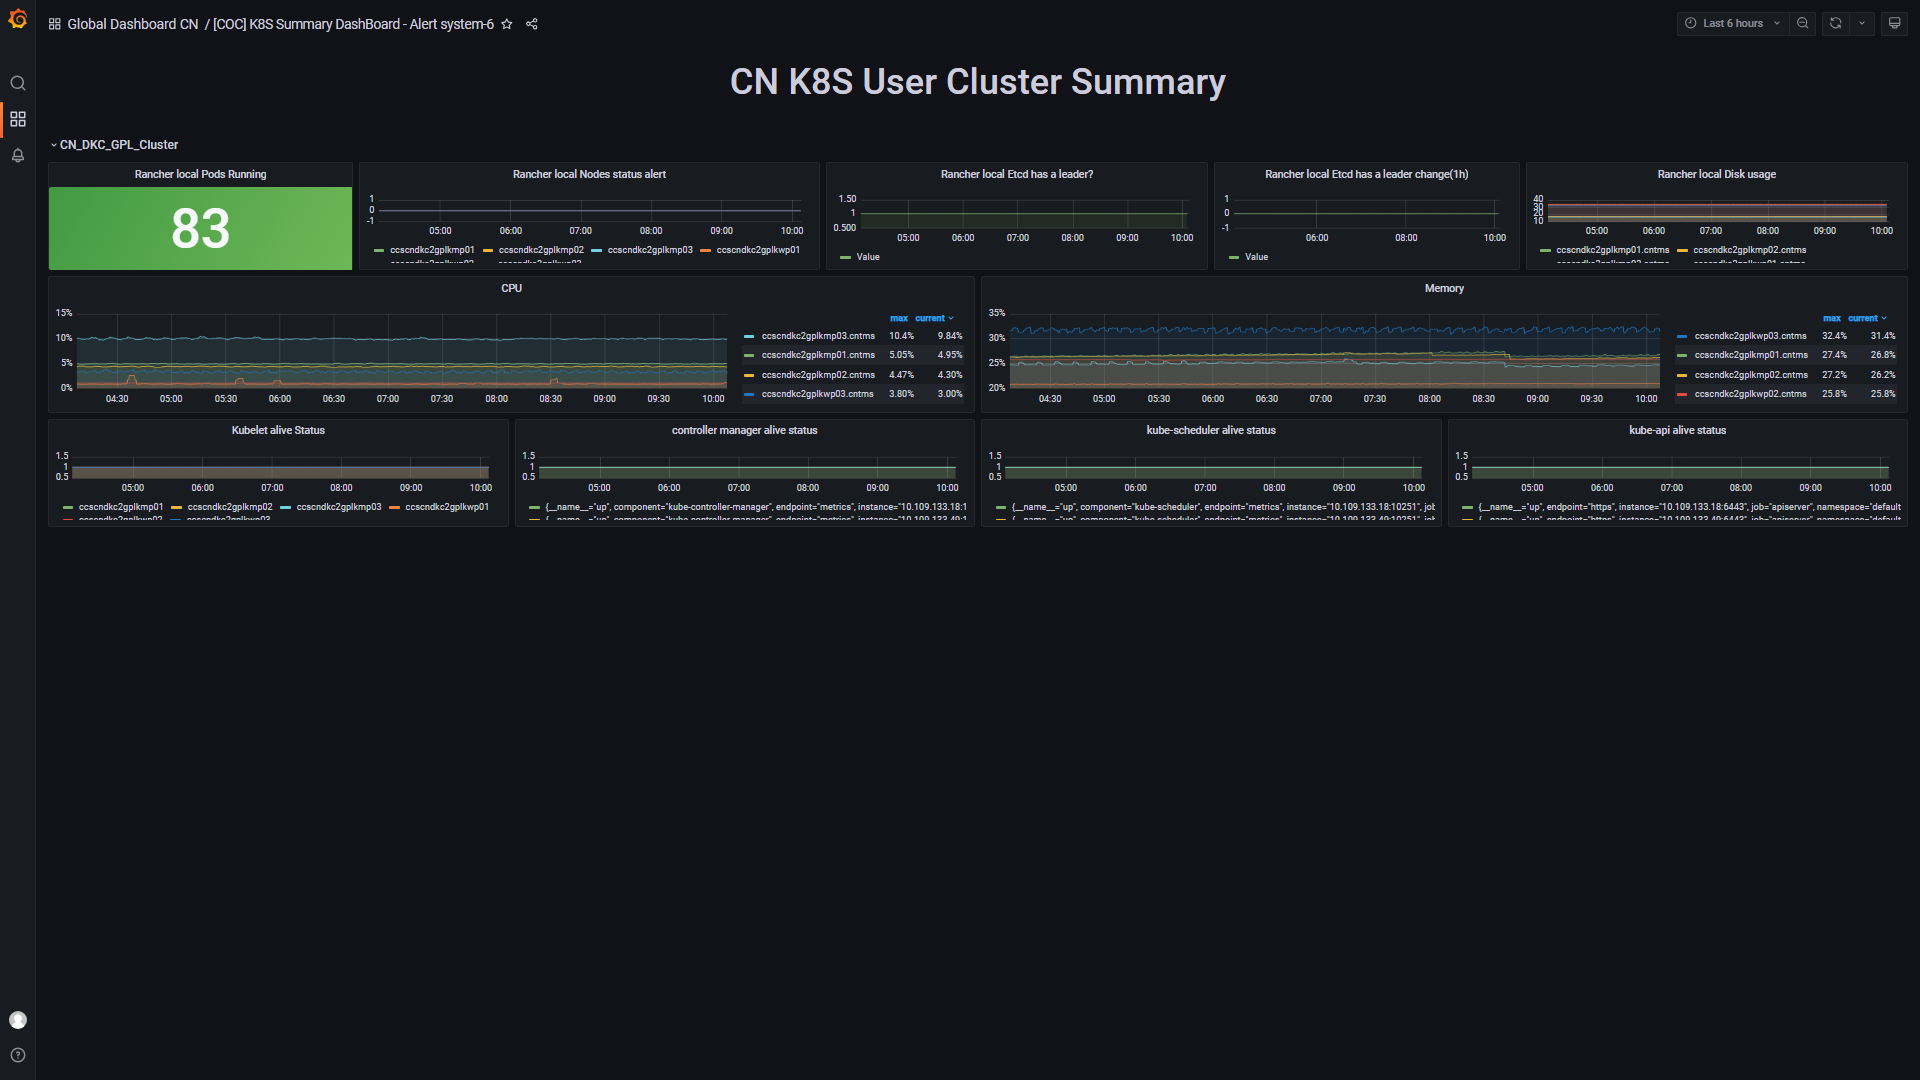 Global Dashboard CN / [COC] K8S Summary DashBoard - Alert system-6
Last 6 hours
CN K8S User Cluster Summary
CN_DKC_GPL_Cluster
Rancher local Pods Running
83
Rancher local Nodes status alert
1
0
-1
05:00 06:00 07:00 08:00 09:00 10:00
ccscndkc2gplkmp01 ccscndkc2gplkmp02 ccscndkc2gplkmp03 ccscndkc2gplkwp01
Rancher local Etcd has a leader?
1.50
1
0.500
05:00 06:00 07:00 08:00 09:00 10:00
Value
Rancher local Etcd has a leader change(1h)
1
0
-1
06:00 08:00 10:00
Value
Rancher local Disk usage
40
30
20
10
05:00 06:00 07:00 08:00 09:00 10:00
ccscndkc2gplkmp01.cntms ccscndkc2gplkmp02.cntms
CPU
15%
10%
5%
0%
04:30 05:00 05:30 06:00 06:30 07:00 07:30 08:00 08:30 09:00 09:30 10:00
max current
ccscndkc2gplkmp03.cntms 10.4% 9.84%
ccscndkc2gplkmp01.cntms 5.05% 4.95%
ccscndkc2gplkmp02.cntms 4.47% 4.30%
ccscndkc2gplkwp03.cntms 3.80% 3.00%
Memory
35%
30%
25%
20%
04:30 05:00 05:30 06:00 06:30 07:00 07:30 08:00 08:30 09:00 09:30 10:00
max current
ccscndkc2gplkwp03.cntms 32.4% 31.4%
ccscndkc2gplkmp01.cntms 27.4% 26.8%
ccscndkc2gplkmp02.cntms 27.2% 26.2%
ccscndkc2gplkwp02.cntms 25.8% 25.8%
Kubelet alive Status
1.5
1
0.5
05:00 06:00 07:00 08:00 09:00 10:00
ccscndkc2gplkmp01 ccscndkc2gplkmp02 ccscndkc2gplkmp03 ccscndkc2gplkwp01
controller manager alive status
1.5
1
0.5
05:00 06:00 07:00 08:00 09:00 10:00
{__name__="up", component="kube-controller-manager", endpoint="metrics", instance="10.109.133.18:1
kube-scheduler alive status
1.5
1
0.5
05:00 06:00 07:00 08:00 09:00 10:00
{__name__="up", component="kube-scheduler", endpoint="metrics", instance="10.109.133.18:10251", job
kube-api alive status
1.5
1
0.5
05:00 06:00 07:00 08:00 09:00 10:00
{__name__="up", endpoint="https", instance="10.109.133.18:6443", job="apiserver", namespace="default